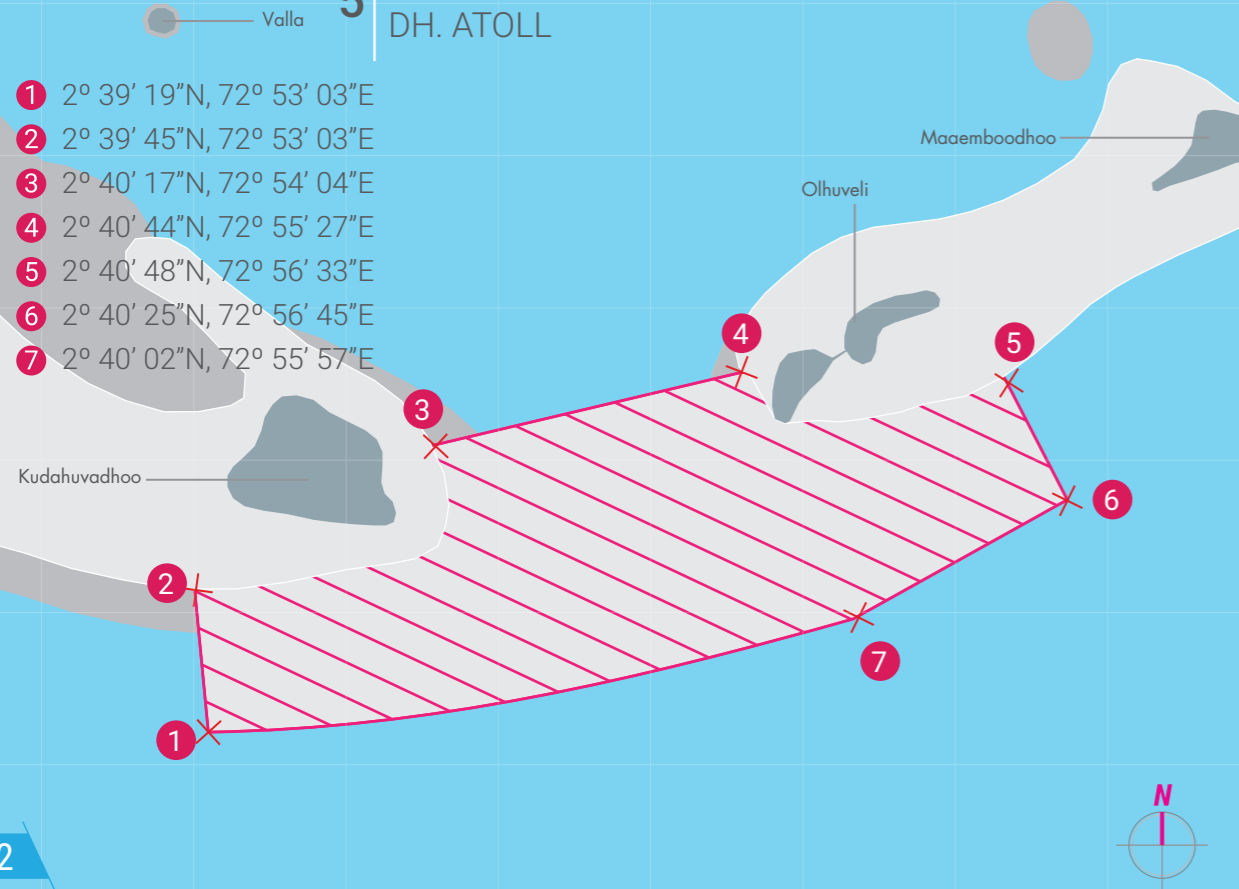 Valla
5
DH. ATOLL
1 2º 39’ 19”N, 72º 53’ 03”E
2 2º 39’ 45”N, 72º 53’ 03”E
3 2º 40’ 17”N, 72º 54’ 04”E
4 2º 40’ 44”N, 72º 55’ 27”E
5 2º 40’ 48”N, 72º 56’ 33”E
6 2º 40’ 25”N, 72º 56’ 45”E
7 2º 40’ 02”N, 72º 55’ 57”E
Maaemboodhoo
Olhuveli
4
5
3
Kudahuvadhoo
6
2
7
1
N
2